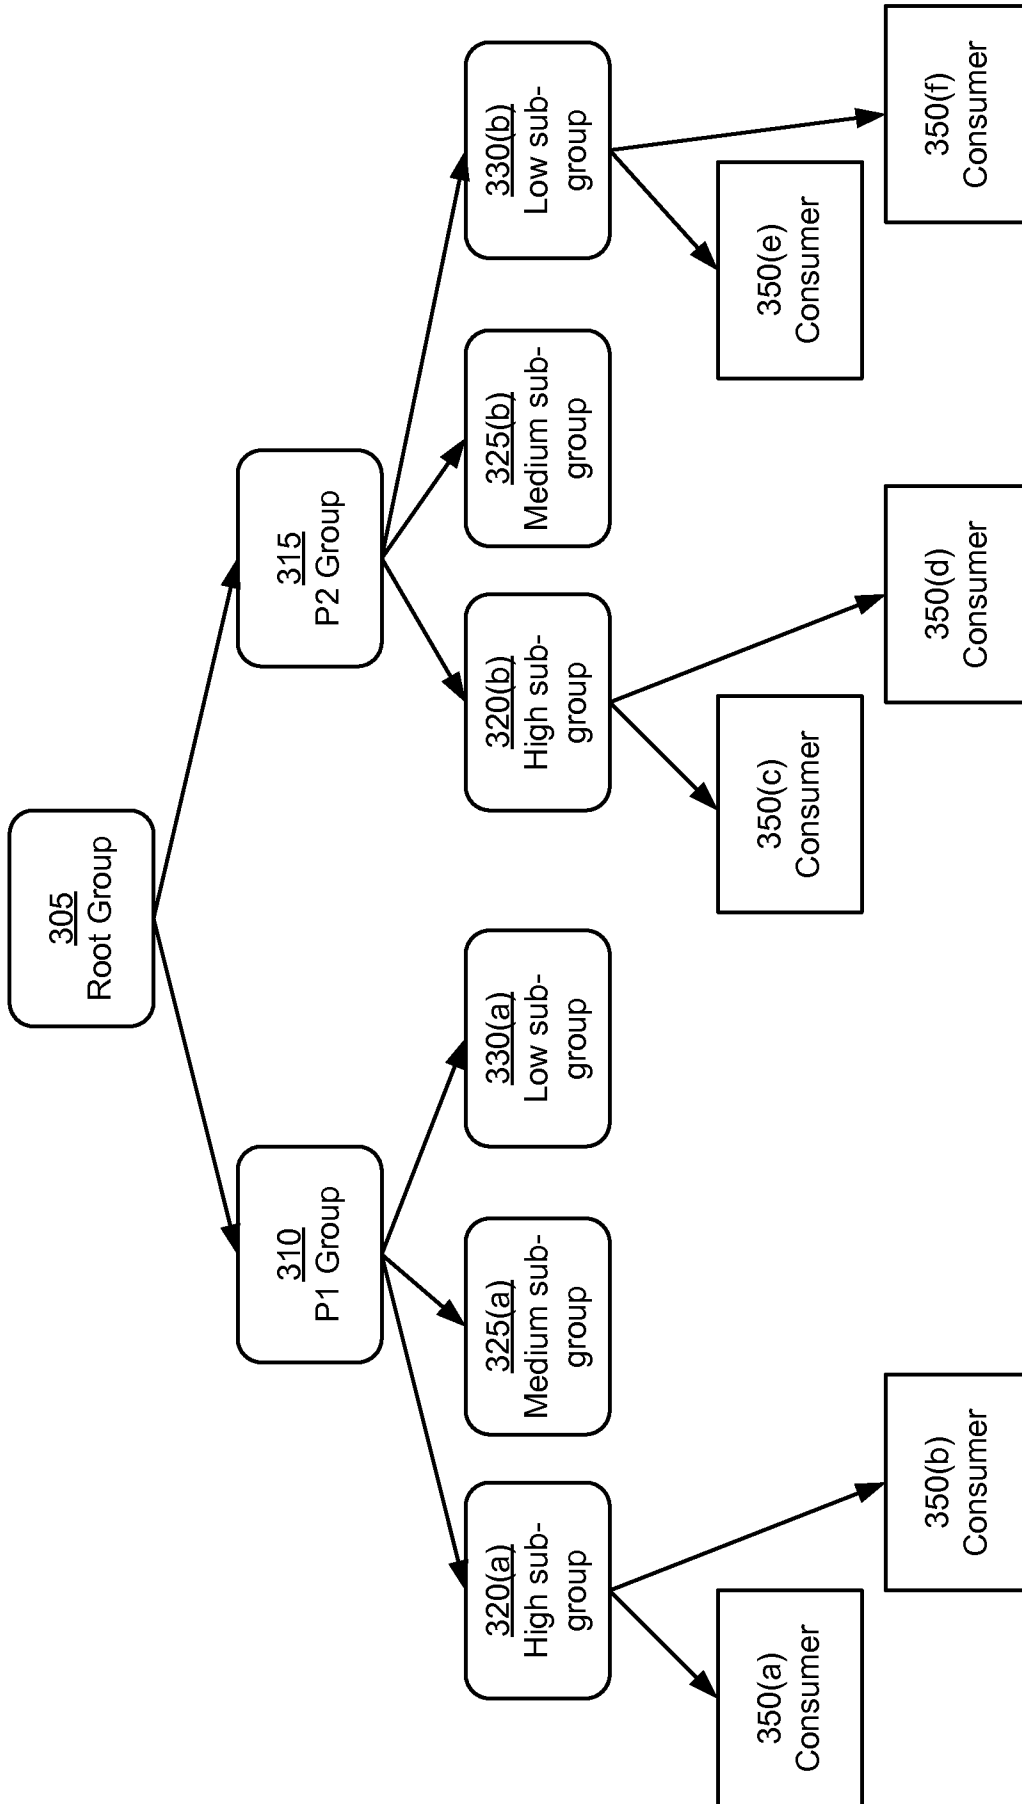 305
Root Group
310
P1 Group
315
P2 Group
320(a)
High sub-
group
325(a)
Medium sub-
group
330(a)
Low sub-
group
320(b)
High sub-
group
325(b)
Medium sub-
group
330(b)
Low sub-
group
350(a)
Consumer
350(c)
Consumer
350(e)
Consumer
350(b)
Consumer
350(d)
Consumer
350(f)
Consumer